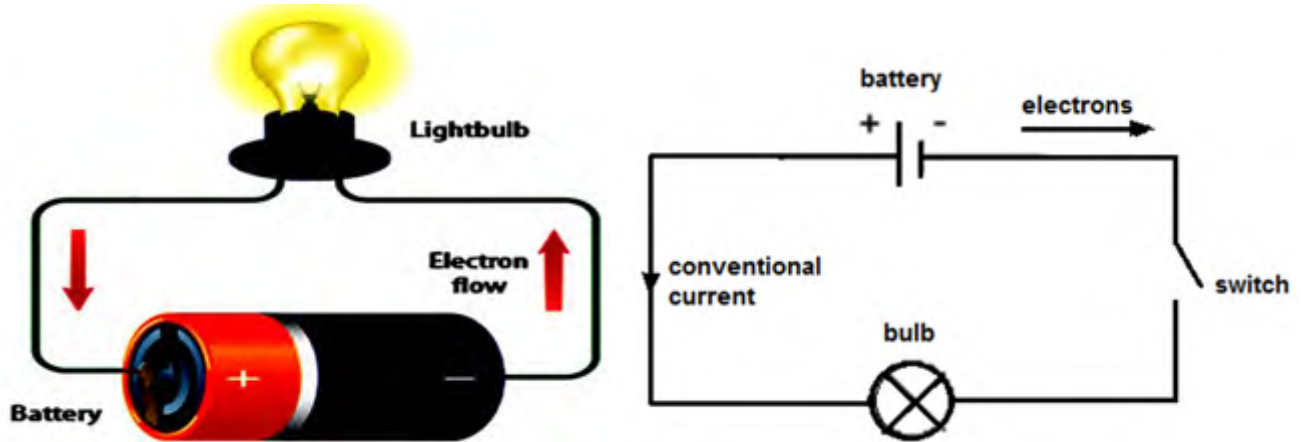 Lightbulb
Electron
flow
+
−
Battery
battery
+ -
electrons
conventional
current
switch
bulb